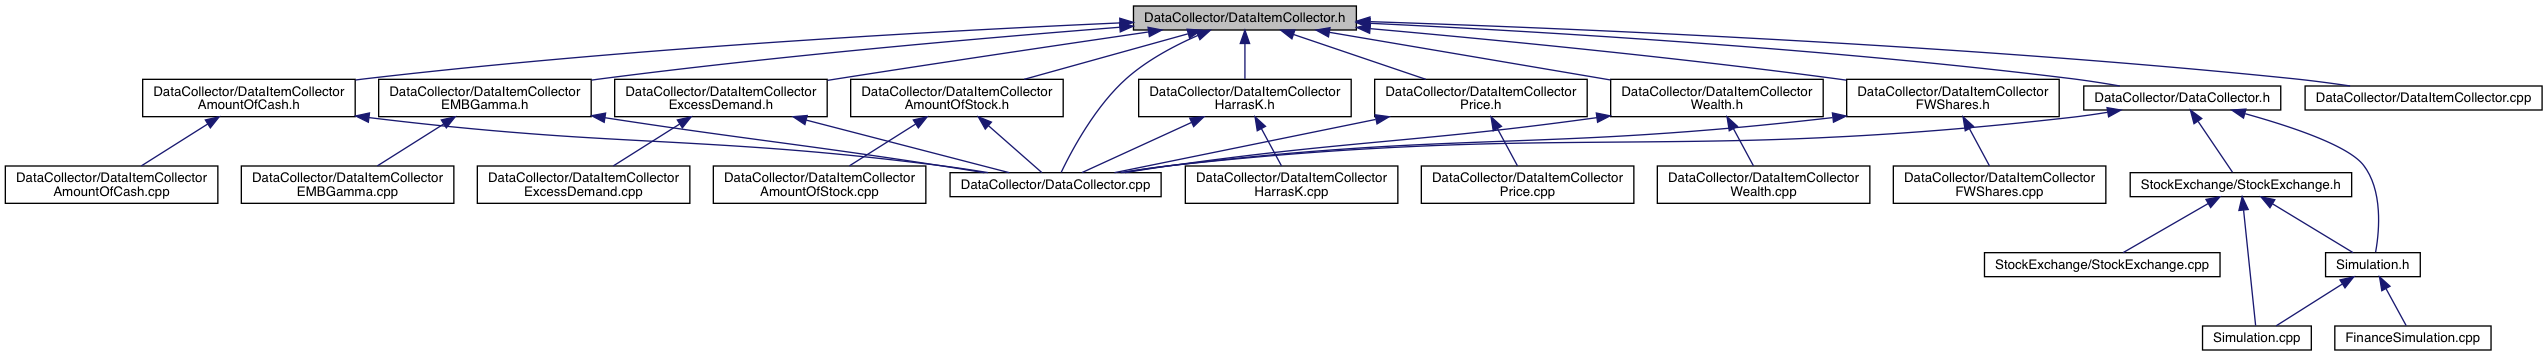 DataCollector/DataItemCollector.h
DataCollector/DataItemCollector
AmountOfCash.h
DataCollector/DataItemCollector
EMBGamma.h
DataCollector/DataItemCollector
ExcessDemand.h
DataCollector/DataItemCollector
AmountOfStock.h
DataCollector/DataItemCollector
HarrasK.h
DataCollector/DataItemCollector
Price.h
DataCollector/DataItemCollector
Wealth.h
DataCollector/DataItemCollector
FWShares.h
DataCollector/DataCollector.h
DataCollector/DataItemCollector.cpp
DataCollector/DataItemCollector
AmountOfCash.cpp
DataCollector/DataItemCollector
EMBGamma.cpp
DataCollector/DataItemCollector
ExcessDemand.cpp
DataCollector/DataItemCollector
AmountOfStock.cpp
DataCollector/DataCollector.cpp
DataCollector/DataItemCollector
HarrasK.cpp
DataCollector/DataItemCollector
Price.cpp
DataCollector/DataItemCollector
Wealth.cpp
DataCollector/DataItemCollector
FWShares.cpp
StockExchange/StockExchange.h
StockExchange/StockExchange.cpp
Simulation.h
Simulation.cpp
FinanceSimulation.cpp